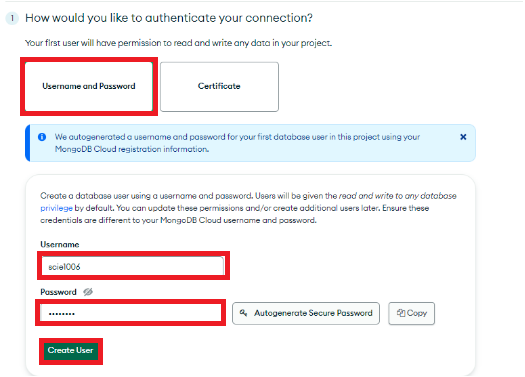 1 How would you like to authenticate your connection?
Your first user will have permission to read and write any data in your project.
Username and Password
Certificate
We autogenerated a username and password for your first database user in this project using your
MongoDB Cloud registration information.
Create a database user using a username and password. Users will be given the read and write to any database
privilege by default. You can update these permissions and/or create additional users later. Ensure these
credentials are different to your MongoDB Cloud username and password.
Username
scie1006
Password
••••••••
Autogenerate Secure Password
Copy
Create User